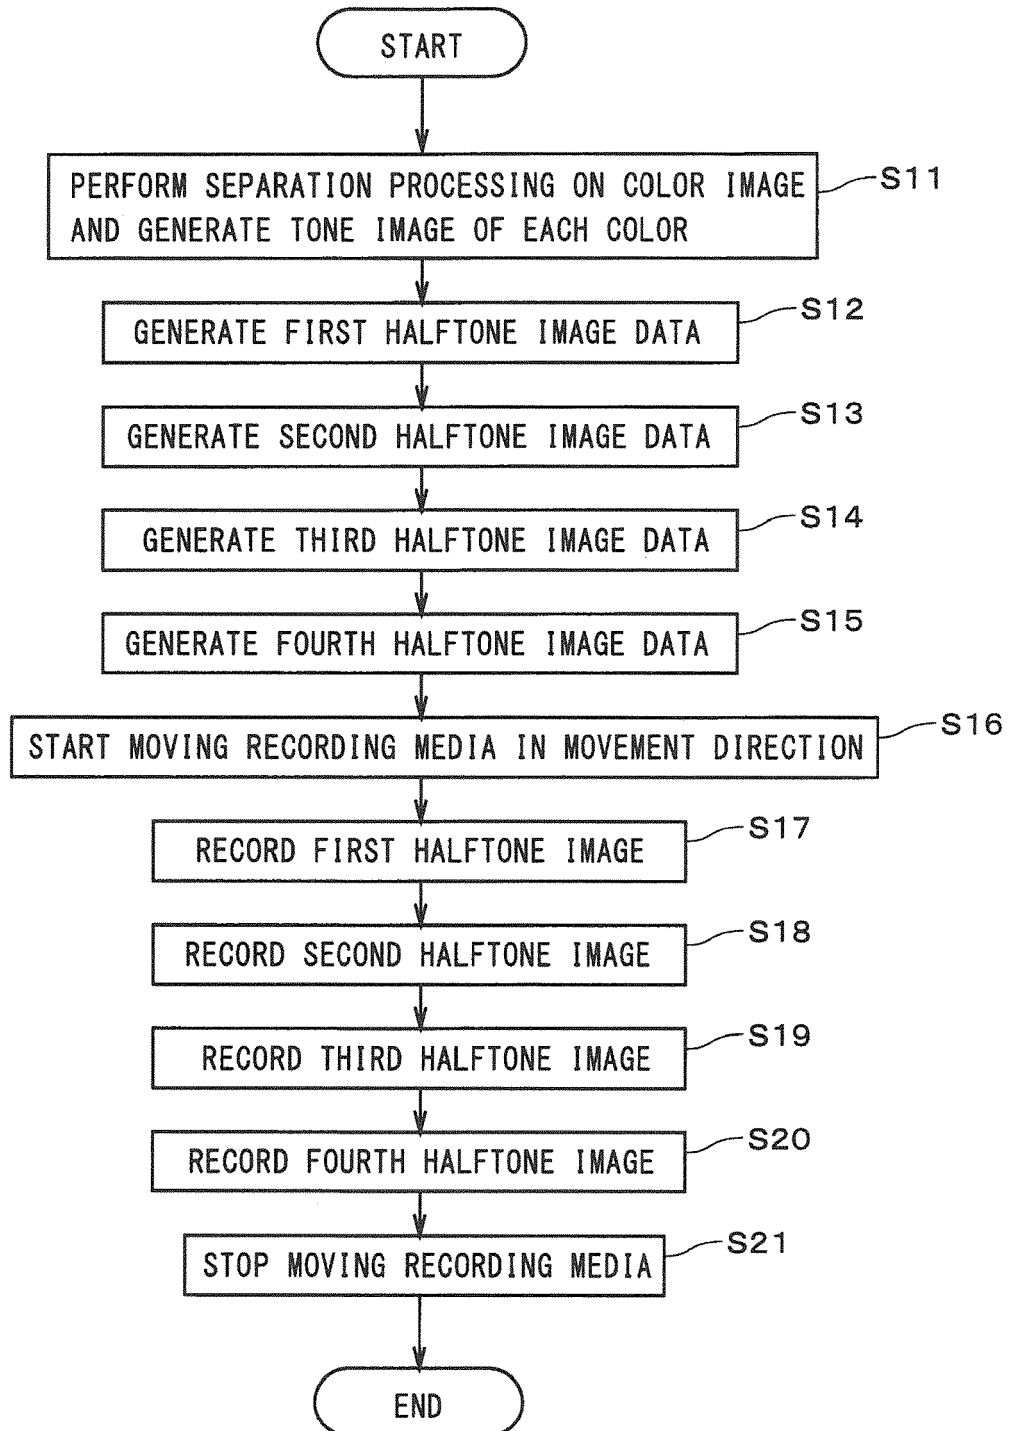 START
PERFORM SEPARATION PROCESSING ON COLOR IMAGE
AND GENERATE TONE IMAGE OF EACH COLOR
S11
GENERATE FIRST HALFTONE IMAGE DATA
S12
GENERATE SECOND HALFTONE IMAGE DATA
S13
GENERATE THIRD HALFTONE IMAGE DATA
S14
GENERATE FOURTH HALFTONE IMAGE DATA
S15
START MOVING RECORDING MEDIA IN MOVEMENT DIRECTION
S16
RECORD FIRST HALFTONE IMAGE
S17
RECORD SECOND HALFTONE IMAGE
S18
RECORD THIRD HALFTONE IMAGE
S19
RECORD FOURTH HALFTONE IMAGE
S20
STOP MOVING RECORDING MEDIA
S21
END